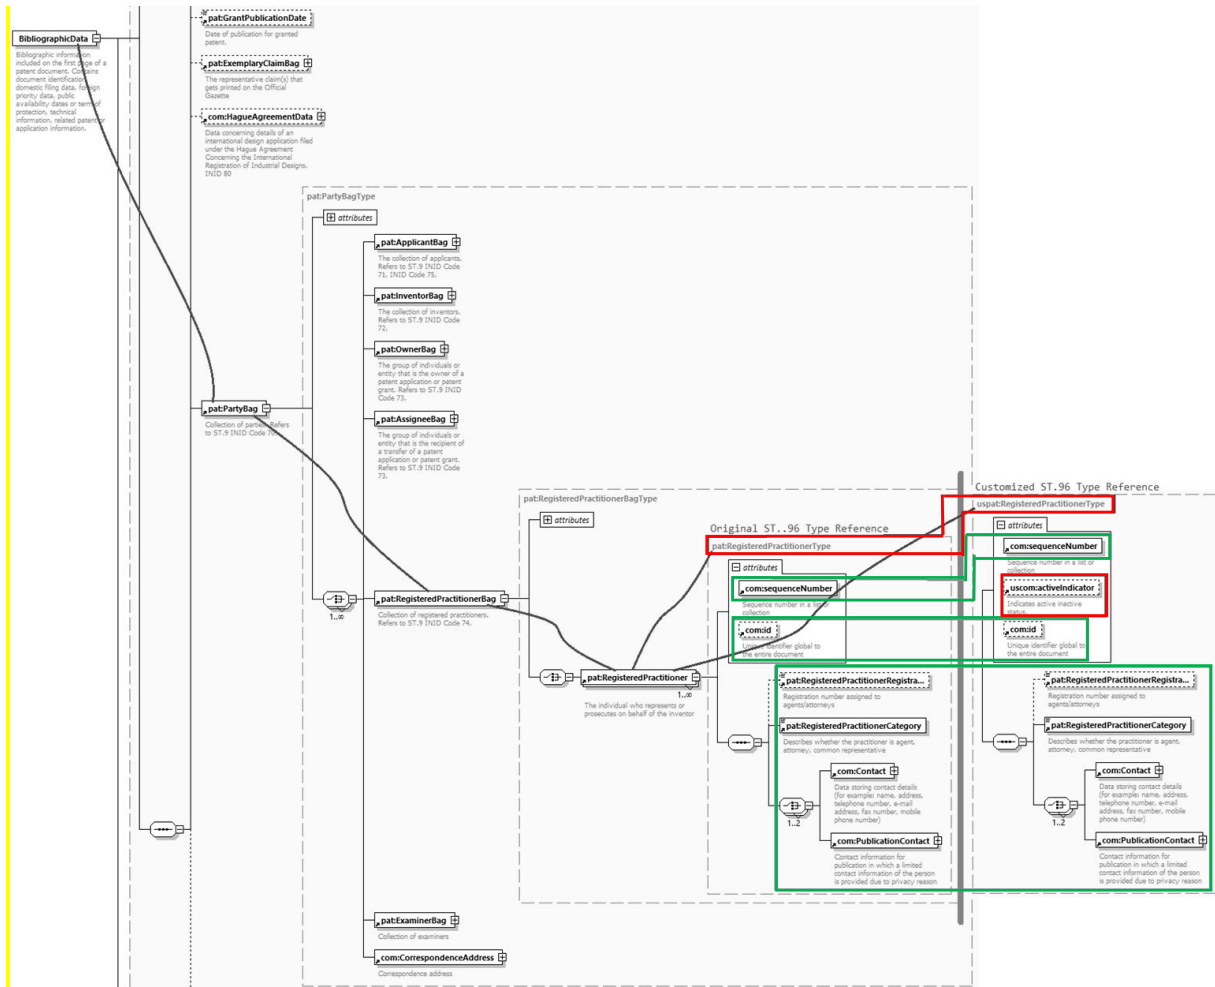 pat:GrantPublicationDate
Date of publication for granted
patent.
BibliographicData
Bibliographic information
included on the first page of a
patent document. Contains
document identification,
domestic filing data, foreign
priority data, public
availability dates or term of
protection, technical
information, related patent or
application information.
pat:ExemplaryClaimBag
The representative claim(s) that
gets printed on the Official
Gazette
com:HagueAgreementData
Data concerning details of an
international design application filed
under the Hague Agreement
Concerning the International
Registration of Industrial Designs.
INID 80
pat:PartyBagType
attributes
pat:ApplicantBag
The collection of applicants.
Refers to ST.9 INID Code
71, INID Code 75.
pat:InventorBag
The collection of inventors.
Refers to ST.9 INID Code
72.
pat:OwnerBag
The group of individuals or
entity that is the owner of a
patent application or patent
grant. Refers to ST.9 INID
Code 73.
pat:PartyBag
Collection of parties. Refers
to ST.9 INID Code 70.
pat:AssigneeBag
The group of individuals or
entity that is the recipient of
a transfer of a patent
application or patent grant.
Refers to ST.9 INID Code
73.
pat:RegisteredPractitionerBagType
attributes
pat:RegisteredPractitionerBag
Collection of registered practitioners.
Refers to ST.9 INID Code 74.
1..∞
pat:RegisteredPractitioner
1..∞
The individual who represents or
prosecutes on behalf of the inventor
Original ST..96 Type Reference
pat:RegisteredPractitionerType
attributes
com:sequenceNumber
Sequence number in a list or
collection
com:id
Unique identifier global to
the entire document
pat:RegisteredPractitionerRegistra...
Registration number assigned to
agents/attorneys
pat:RegisteredPractitionerCategory
Describes whether the practitioner is agent,
attorney, common representative
com:Contact
Data storing contact details
(for example: name, address,
telephone number, e-mail
address, fax number, mobile
phone number)
1..2
com:PublicationContact
Contact information for
publication in which a limited
contact information of the person
is provided due to privacy reason
Customized ST.96 Type Reference
uspat:RegisteredPractitionerType
attributes
com:sequenceNumber
Sequence number in a list or
collection
uscom:activeIndicator
Indicates active inactive
status.
com:id
Unique identifier global to
the entire document
pat:RegisteredPractitionerRegistra...
Registration number assigned to
agents/attorneys
pat:RegisteredPractitionerCategory
Describes whether the practitioner is agent,
attorney, common representative
com:Contact
Data storing contact details
(for example: name, address,
telephone number, e-mail
address, fax number, mobile
phone number)
1..2
com:PublicationContact
Contact information for
publication in which a limited
contact information of the person
is provided due to privacy reason
pat:ExaminerBag
Collection of examiners
com:CorrespondenceAddress
Correspondence address